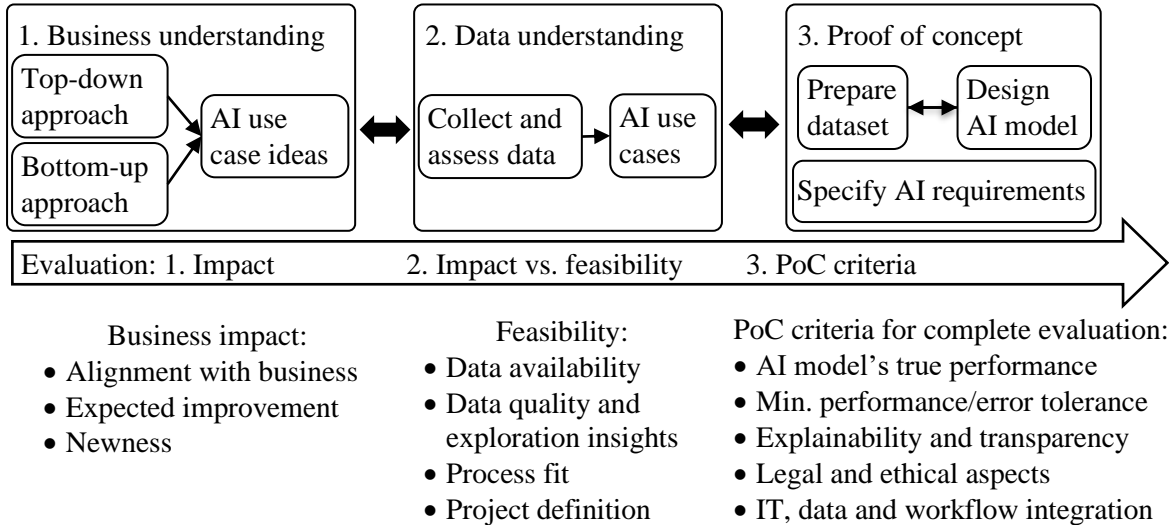 1. Business understanding
Top-down
approach
Bottom-up
approach
AI use
case ideas
2. Data understanding
Collect and
assess data
AI use
cases
3. Proof of concept
Prepare
dataset
Design
AI model
Specify AI requirements
Evaluation: 1. Impact
2. Impact vs. feasibility
3. PoC criteria
Business impact:
• Alignment with business
• Expected improvement
• Newness
Feasibility:
• Data availability
• Data quality and
exploration insights
• Process fit
• Project definition
PoC criteria for complete evaluation:
• AI model’s true performance
• Min. performance/error tolerance
• Explainability and transparency
• Legal and ethical aspects
• IT, data and workflow integration